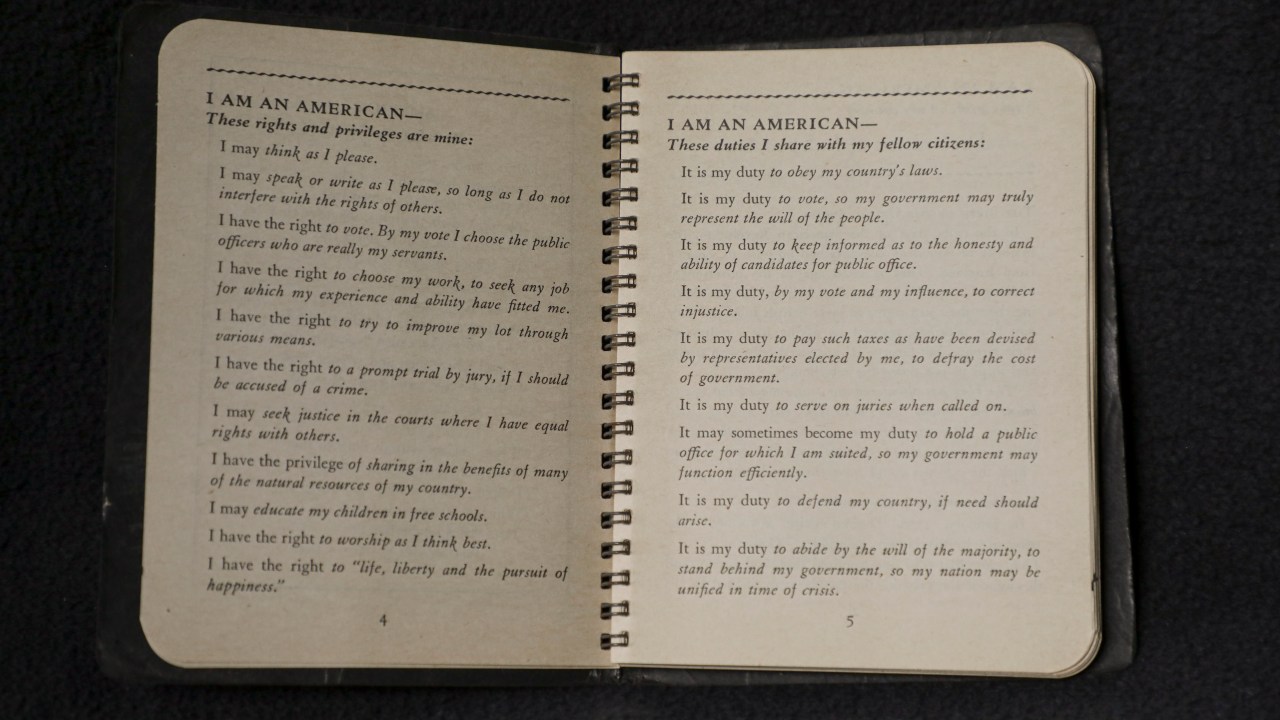 I AM AN AMERICAN—
These rights and privileges are mine:
I may think as I please.
I may speak or write as I please, so long as I do not
interfere with the rights of others.
I have the right to vote. By my vote I choose the public
officers who are really my servants.
I have the right to choose my work, to seek any job
for which my experience and ability have fitted me.
I have the right to try to improve my lot through
various means.
I have the right to a prompt trial by jury, if I should
be accused of a crime.
I may seek justice in the courts where I have equal
rights with others.
I have the privilege of sharing in the benefits of many
of the natural resources of my country.
I may educate my children in free schools.
I have the right to worship as I think best.
I have the right to "life, liberty and the pursuit of
happiness."
4
I AM AN AMERICAN—
These duties I share with my fellow citizens:
It is my duty to obey my country's laws.
It is my duty to vote, so my government may truly
represent the will of the people.
It is my duty to keep informed as to the honesty and
ability of candidates for public office.
It is my duty, by my vote and my influence, to correct
injustice.
It is my duty to pay such taxes as have been devised
by representatives elected by me, to defray the cost
of government.
It is my duty to serve on juries when called on.
It may sometimes become my duty to hold a public
office for which I am suited, so my government may
function efficiently.
It is my duty to defend my country, if need should
arise.
It is my duty to abide by the will of the majority, to
stand behind my government, so my nation may be
unified in time of crisis.
5